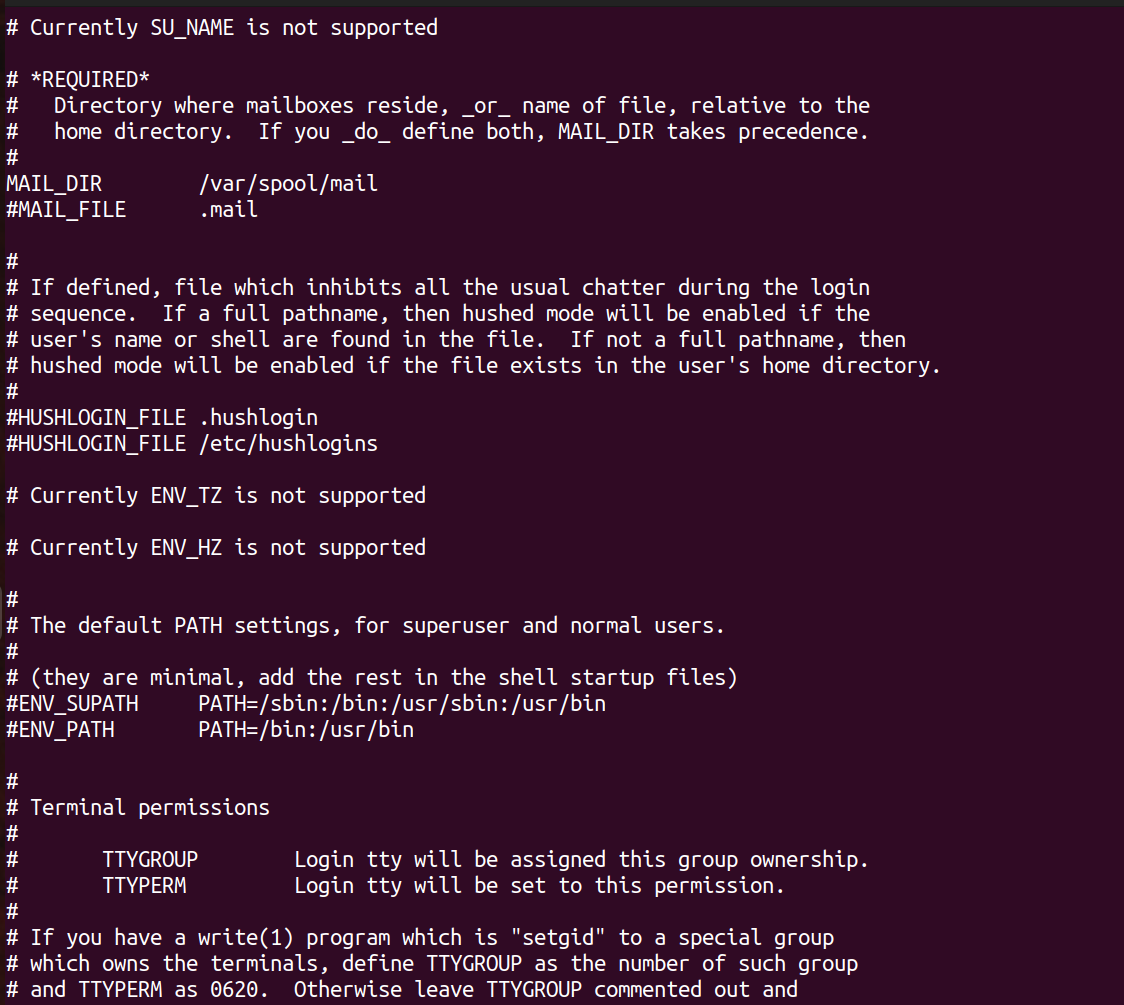 # Currently SU_NAME is not supported
# *REQUIRED*
#   Directory where mailboxes reside, _or_ name of file, relative to the
#   home directory.  If you _do_ define both, MAIL_DIR takes precedence.
#
MAIL_DIR        /var/spool/mail
#MAIL_FILE      .mail
#
# If defined, file which inhibits all the usual chatter during the login
# sequence.  If a full pathname, then hushed mode will be enabled if the
# user's name or shell are found in the file.  If not a full pathname, then
# hushed mode will be enabled if the file exists in the user's home directory.
#
#HUSHLOGIN_FILE .hushlogin
#HUSHLOGIN_FILE /etc/hushlogins
# Currently ENV_TZ is not supported
# Currently ENV_HZ is not supported
#
# The default PATH settings, for superuser and normal users.
#
# (they are minimal, add the rest in the shell startup files)
#ENV_SUPATH     PATH=/sbin:/bin:/usr/sbin:/usr/bin
#ENV_PATH       PATH=/bin:/usr/bin
#
# Terminal permissions
#
#       TTYGROUP        Login tty will be assigned this group ownership.
#       TTYPERM         Login tty will be set to this permission.
#
# If you have a write(1) program which is "setgid" to a special group
# which owns the terminals, define TTYGROUP as the number of such group
# and TTYPERM as 0620.  Otherwise leave TTYGROUP commented out and